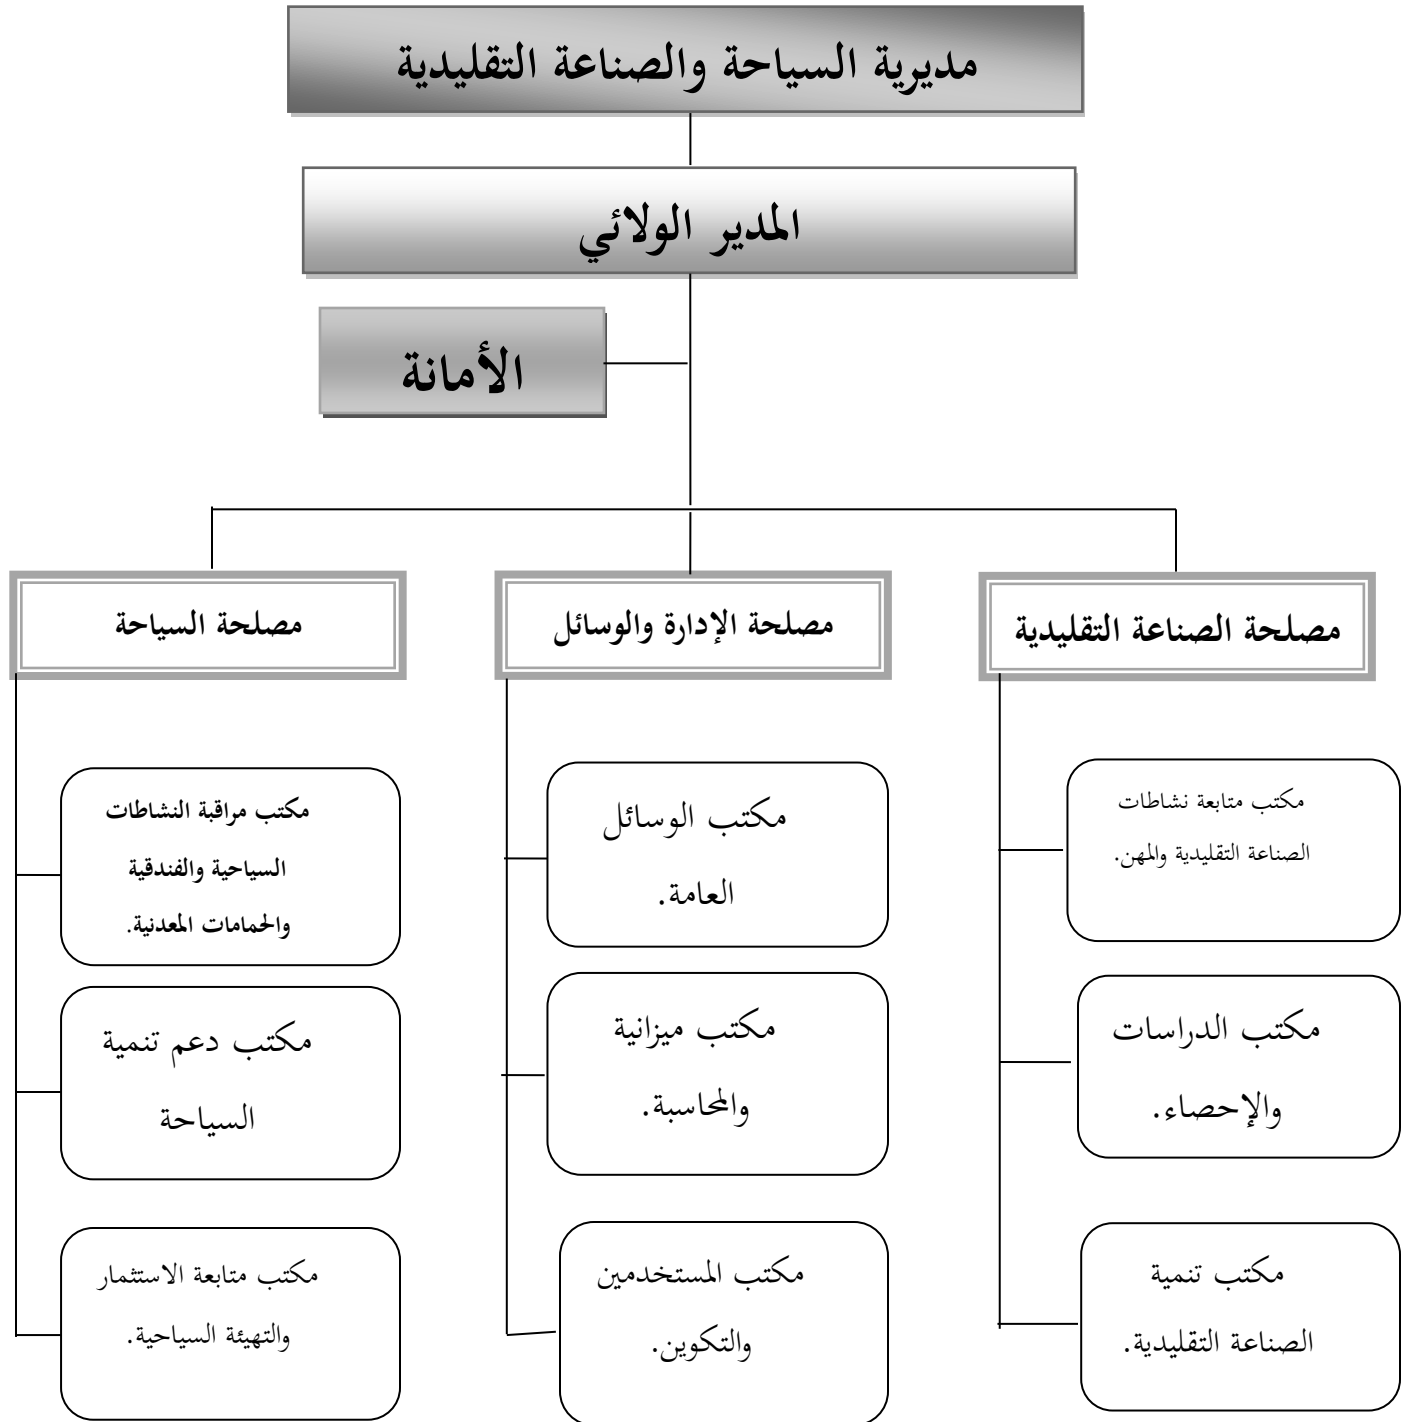 مديرية السياحة والصناعة التقليدية
المدير الولائي
الأمانة
مصلحة الصناعة التقليدية
مصلحة الإدارة والوسائل
مصلحة السياحة
مكتب متابعة نشاطات
الصناعة التقليدية والمهن.
مكتب الدراسات
والإحصاء.
مكتب تنمية
الصناعة التقليدية.
مكتب الوسائل
العامة.
مكتب ميزانية
والمحاسبة.
مكتب المستخدمين
والتكوين.
مكتب مراقبة النشاطات
السياحية والفندقية
والحمامات المعدنية.
مكتب دعم تنمية
السياحة
مكتب متابعة الاستثمار
والتهيئة السياحية.